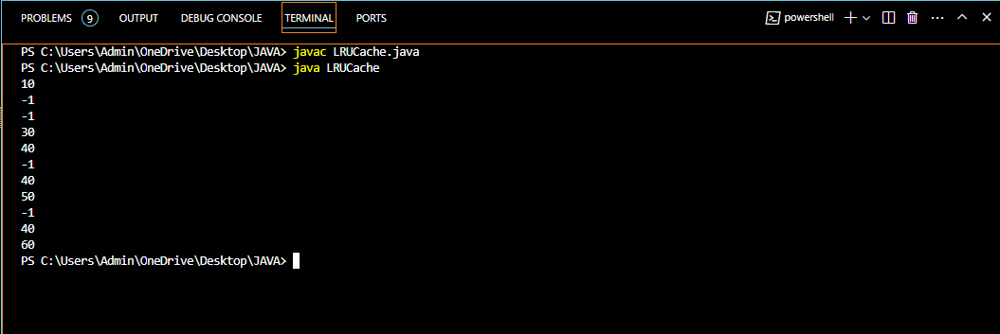 PROBLEMS 9 OUTPUT DEBUG CONSOLE TERMINAL PORTS powershell
PS C:\Users\Admin\OneDrive\Desktop\JAVA> javac LRUCache.java
PS C:\Users\Admin\OneDrive\Desktop\JAVA> java LRUCache
10
-1
-1
30
40
-1
40
50
-1
40
60
PS C:\Users\Admin\OneDrive\Desktop\JAVA>